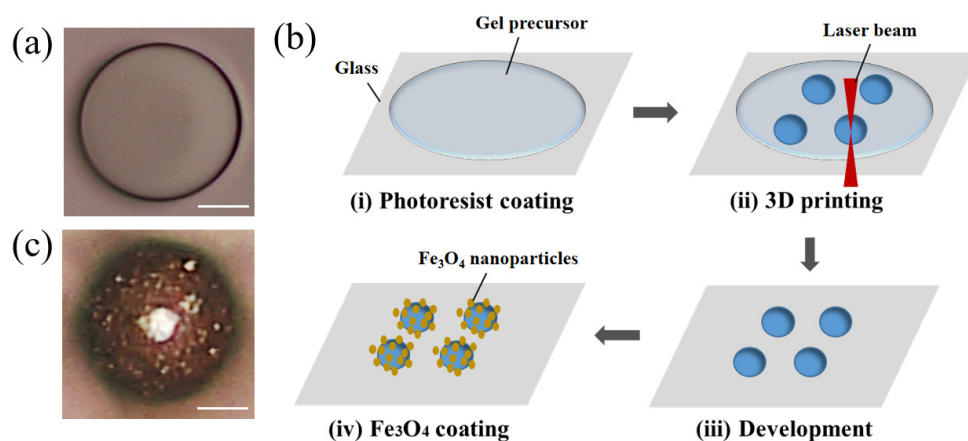 (a)
(b)
Gel precursor
Glass
Laser beam
(i) Photoresist coating
(ii) 3D printing
(c)
Fe₃O₄ nanoparticles
(iv) Fe₃O₄ coating
(iii) Development